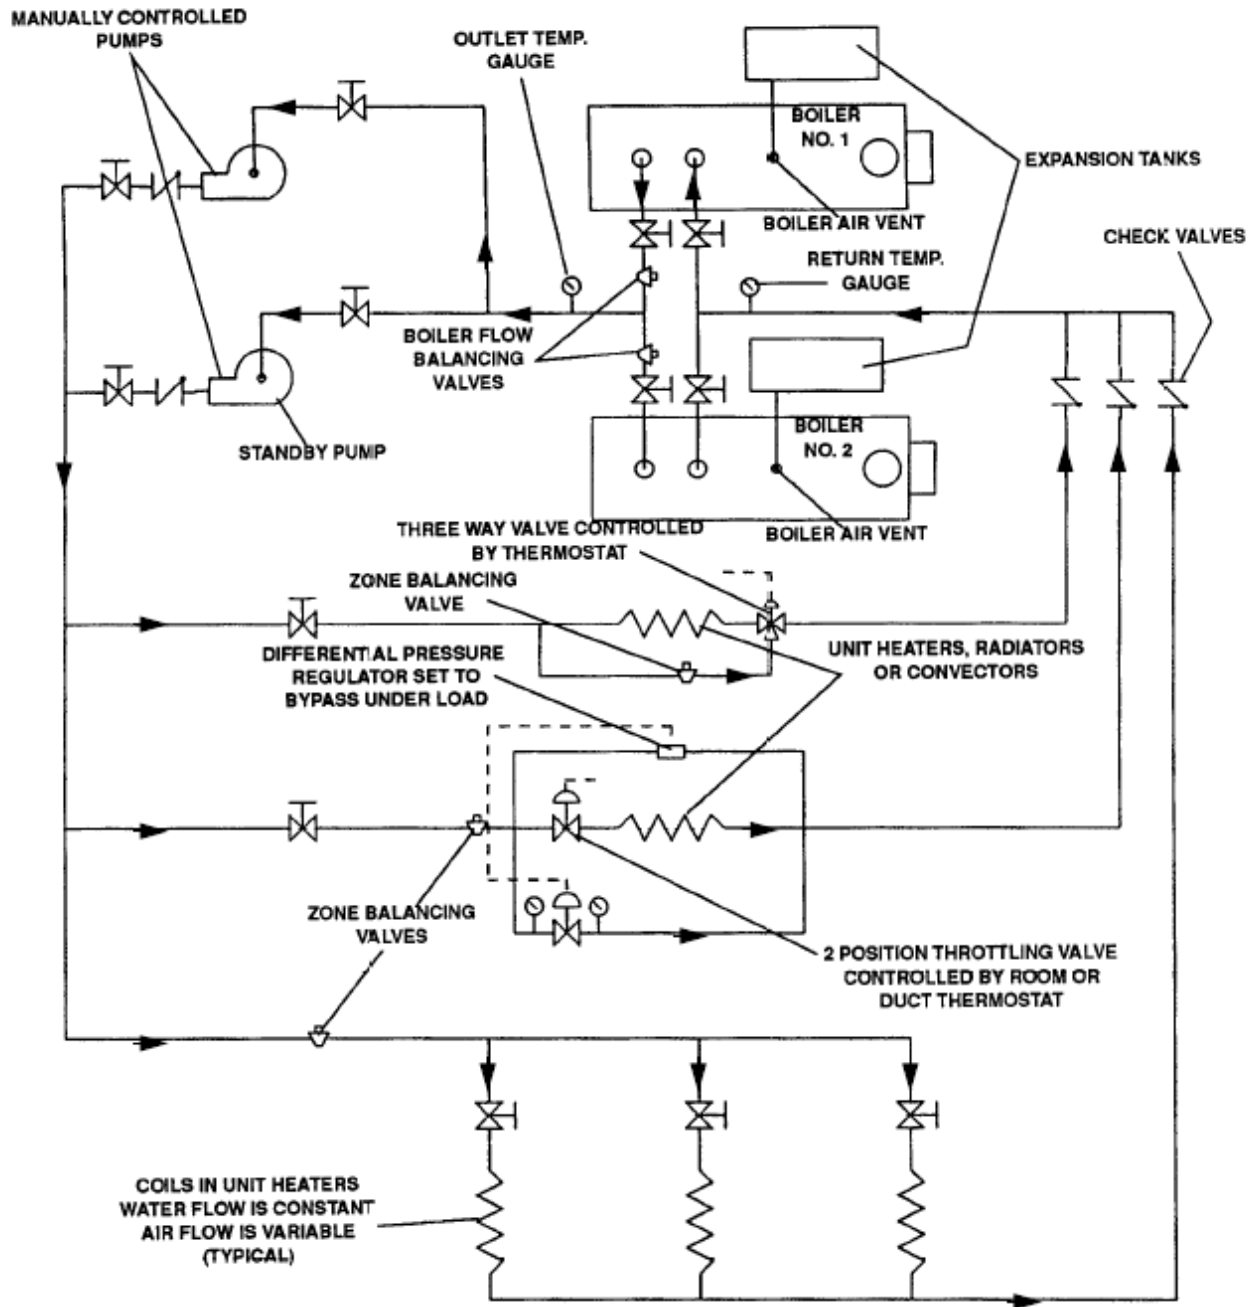 MANUALLY CONTROLLED
PUMPS
OUTLET TEMP.
GAUGE
BOILER
NO. 1
EXPANSION TANKS
BOILER AIR VENT
CHECK VALVES
RETURN TEMP.
GAUGE
BOILER FLOW
BALANCING
VALVES
STANDBY PUMP
BOILER
NO. 2
BOILER AIR VENT
THREE WAY VALVE CONTROLLED
BY THERMOSTAT
ZONE BALANCING
VALVE
DIFFERENTIAL PRESSURE
REGULATOR SET TO
BYPASS UNDER LOAD
UNIT HEATERS, RADIATORS
OR CONVECTORS
ZONE BALANCING
VALVES
2 POSITION THROTTLING VALVE
CONTROLLED BY ROOM OR
DUCT THERMOSTAT
COILS IN UNIT HEATERS
WATER FLOW IS CONSTANT
AIR FLOW IS VARIABLE
(TYPICAL)